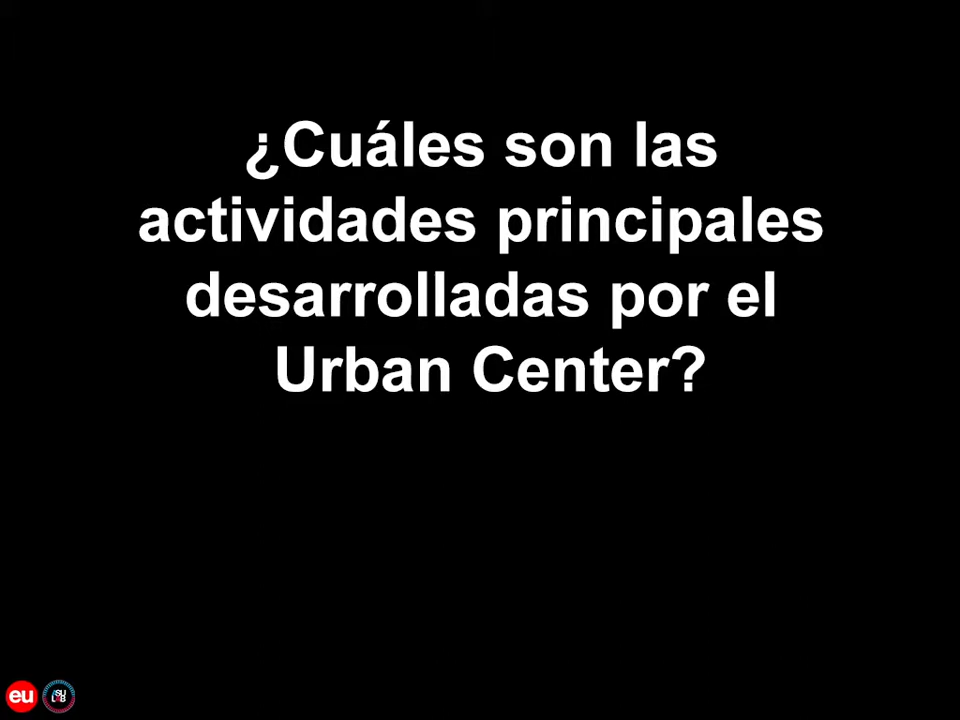 ¿Cuáles son las
actividades principales
desarrolladas por el
Urban Center?
eu